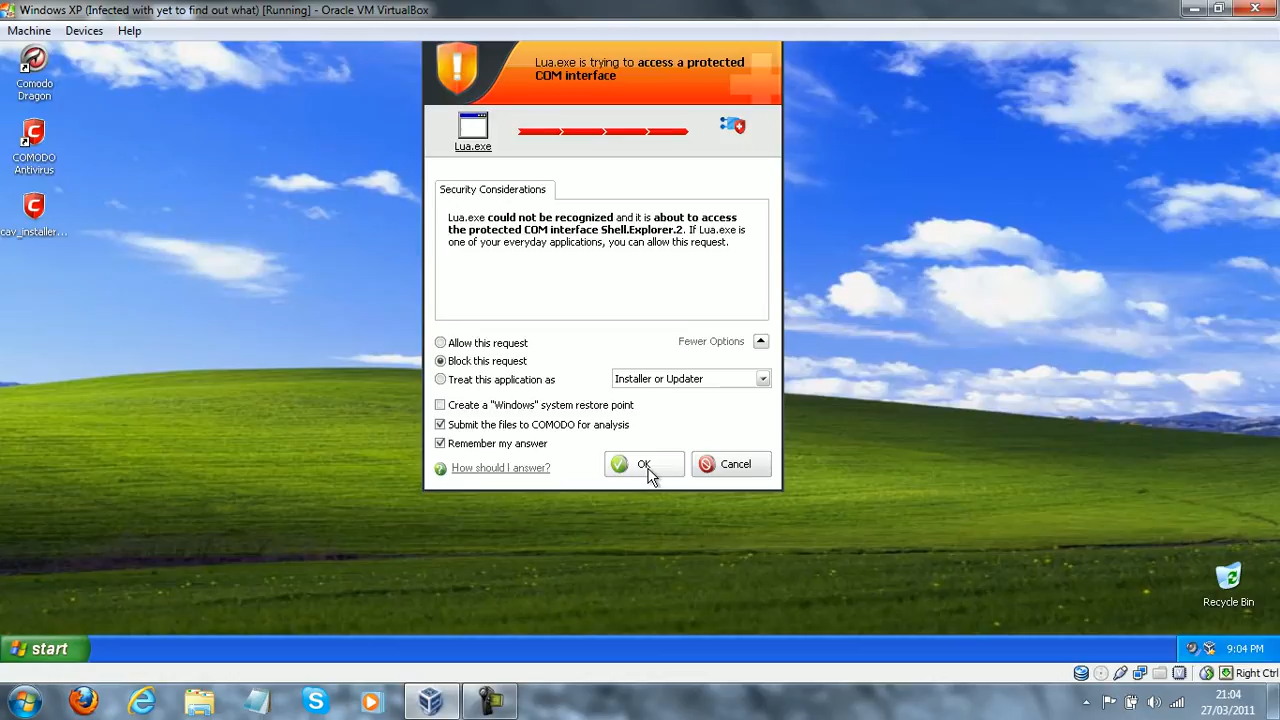 Windows XP (Infected with yet to find out what) [Running] - Oracle VM VirtualBox
Machine Devices Help
Comodo
Dragon
COMODO
Antivirus
cav_installer...
Lua.exe is trying to access a protected
COM interface
Lua.exe
Security Considerations
Lua.exe could not be recognized and it is about to access
the protected COM interface Shell.Explorer.2. If Lua.exe is
one of your everyday applications, you can allow this request.
Allow this request
Fewer Options
Block this request
Treat this application as
Installer or Updater
Create a "Windows" system restore point
Submit the files to COMODO for analysis
Remember my answer
How should I answer?
OK
Cancel
Recycle Bin
start
9:04 PM
Right Ctrl
21:04
27/03/2011